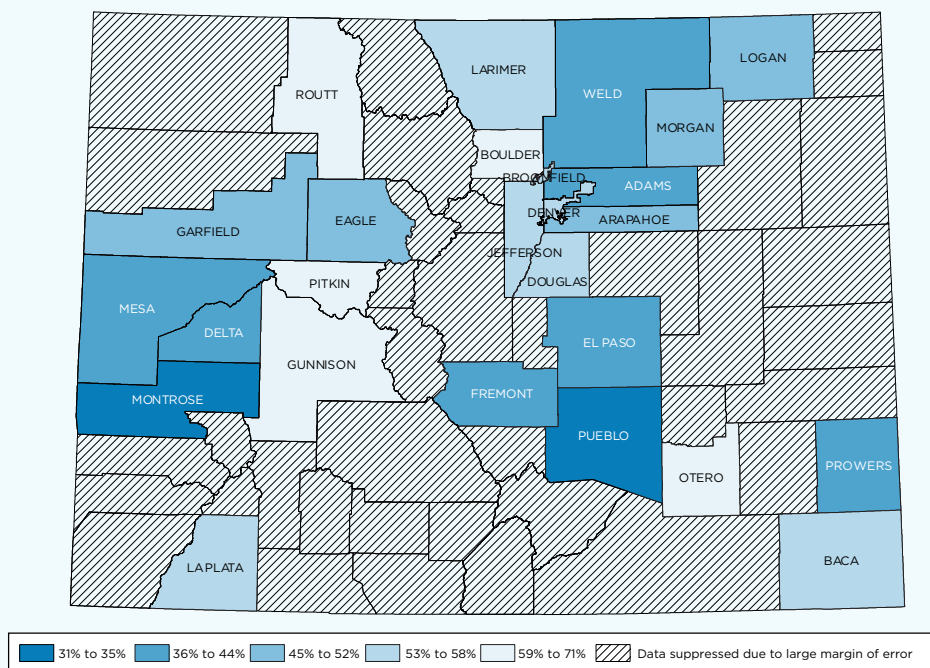 LOGAN
LARIMER
WELD
ROUTT
MORGAN
BOULDER
BROOMFIELD
ADAMS
DENVER
ARAPAHOE
EAGLE
GARFIELD
JEFFERSON
PITKIN
DOUGLAS
MESA
DELTA
EL PASO
GUNNISON
FREMONT
MONTROSE
PUEBLO
PROWERS
OTERO
BACA
LA PLATA
31% to 35% 36% to 44% 45% to 52% 53% to 58% 59% to 71% Data suppressed due to large margin of error